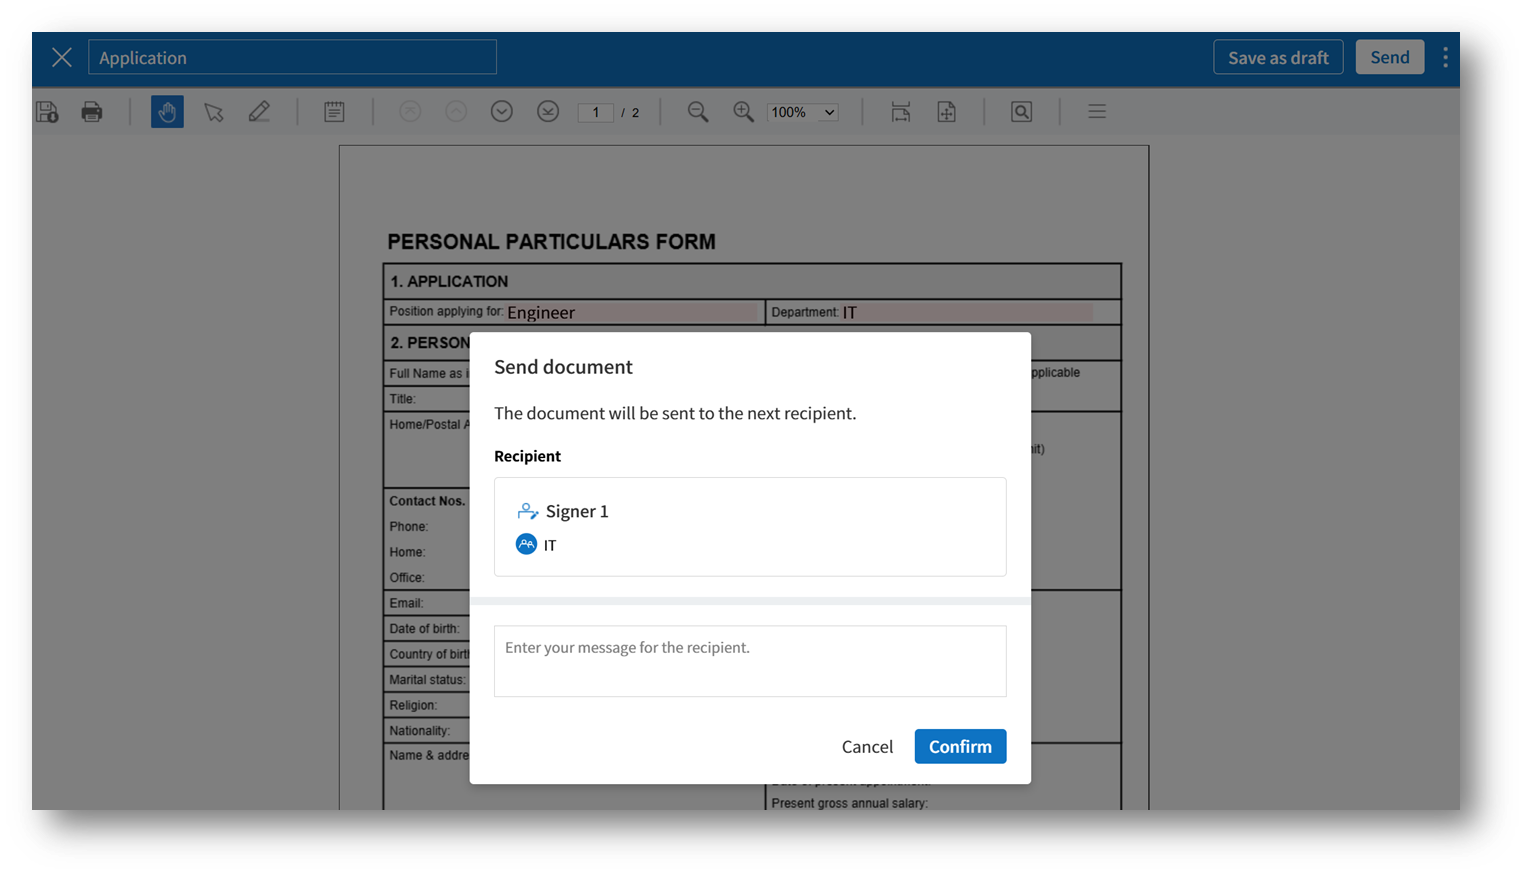 Application
Save as draft
Send
1 / 2
100%
PERSONAL PARTICULARS FORM
1. APPLICATION
Position applying for: Engineer
Department: IT
2. PERSON
Full Name as i
pplicable
Title:
Home/Postal A
nit)
Contact Nos.
Phone:
Home:
Office:
Email:
Date of birth:
Country of birth
Marital status:
Religion:
Nationality:
Name & addre
Present gross annual salary:
Send document
The document will be sent to the next recipient.
Recipient
Signer 1
IT
Enter your message for the recipient.
Cancel
Confirm